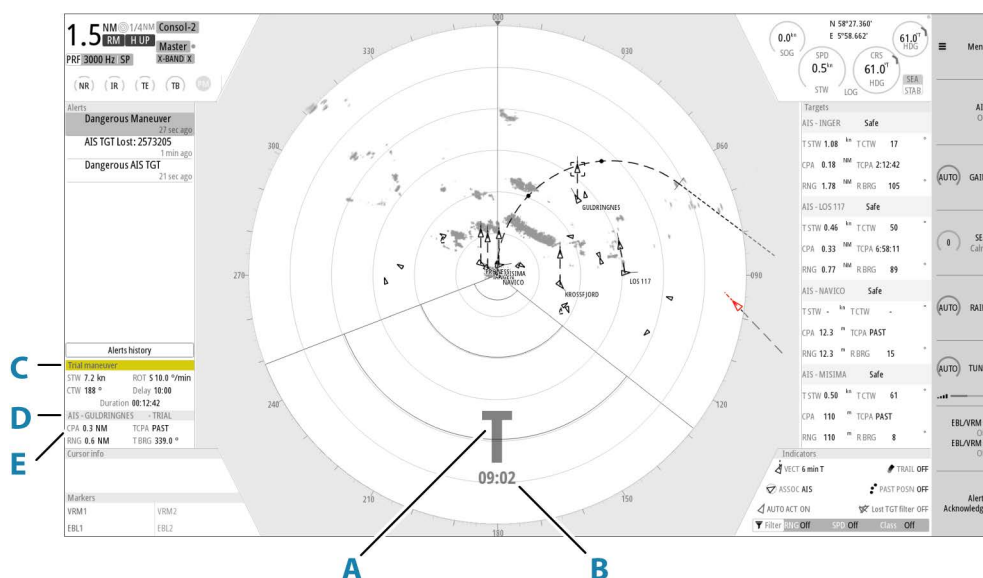 1.5 NM 1/4NM Consol-2
RM H UP Master
PRF 3000 Hz SP X-BAND X
NR IR TE TB
000
030
060
090
120
150
180
210
240
270
300
330
N 58°27.360'
E 5°58.662'
0.0 kn
SOG
SPD
0.5 kn
STW
LOG
CRS
61.0°
HDG
61.0°T
HDG
SEA
STAB
Alerts
Dangerous Maneuver
27 sec ago
AIS TGT Lost: 2573205
1 min ago
Dangerous AIS TGT
21 sec ago
Alerts history
Trial maneuver
STW 7.2 kn ROT S 10.0 °/min
CTW 188 ° Delay 10:00
Duration 00:12:42
AIS - GULDRINGNES - TRIAL
CPA 0.3 NM TCPA PAST
RNG 0.6 NM T BRG 339.0 °
Cursor info
Markers
VRM1 VRM2
EBL1 EBL2
GULDRINGNES
LOS 117
KROSSFJORD
MISIMA
NAVICO
T
09:02
Targets
AIS - INGER Safe
T STW 1.08 kn T CTW 17 °
CPA 0.18 NM TCPA 2:12:42
RNG 1.78 NM R BRG 105 °
AIS - LOS 117 Safe
T STW 0.46 kn T CTW 50 °
CPA 0.33 NM TCPA 6:58:11
RNG 0.77 NM R BRG 89 °
AIS - NAVICO Safe
T STW - kn T CTW - °
CPA 12.3 m TCPA PAST
RNG 12.3 m R BRG 15 °
AIS - MISIMA Safe
T STW 0.50 kn T CTW 61 °
CPA 110 m TCPA PAST
RNG 110 m R BRG 8 °
Indicators
VECT 6 min T TRAIL OFF
ASSOC AIS PAST POSN OFF
AUTO ACT ON Lost TGT filter OFF
Filter RNG Off SPD Off Class Off
Men
AI
O
AUTO GAI
0 SE
Caln
AUTO RAI
AUTO TUN
EBL/VRM
O
EBL/VRM
O
Alert
Acknowledg
A
B
C
D
E